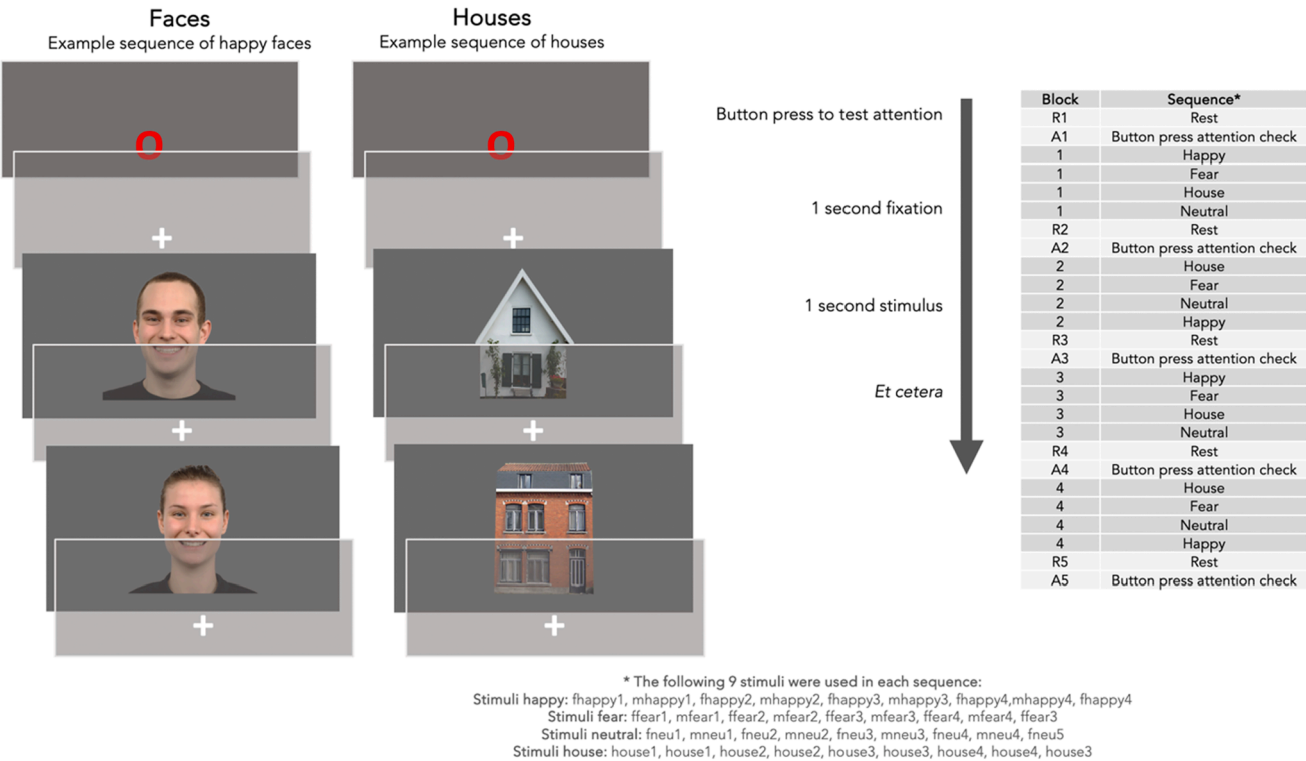 Faces
Example sequence of happy faces
O
+
+
+
Houses
Example sequence of houses
O
+
+
+
Button press to test attention
1 second fixation
1 second stimulus
Et cetera
Block Sequence*
R1 Rest
A1 Button press attention check
1 Happy
1 Fear
1 House
1 Neutral
R2 Rest
A2 Button press attention check
2 House
2 Fear
2 Neutral
2 Happy
R3 Rest
A3 Button press attention check
3 Happy
3 Fear
3 House
3 Neutral
R4 Rest
A4 Button press attention check
4 House
4 Fear
4 Neutral
4 Happy
R5 Rest
A5 Button press attention check
* The following 9 stimuli were used in each sequence:
Stimuli happy: fhappy1, mhappy1, fhappy2, mhappy2, fhappy3, mhappy3, fhappy4,mhappy4, fhappy4
Stimuli fear: ffear1, mfear1, ffear2, mfear2, ffear3, mfear3, ffear4, mfear4, ffear3
Stimuli neutral: fneu1, mneu1, fneu2, mneu2, fneu3, mneu3, fneu4, mneu4, fneu5
Stimuli house: house1, house1, house2, house2, house3, house3, house4, house4, house3